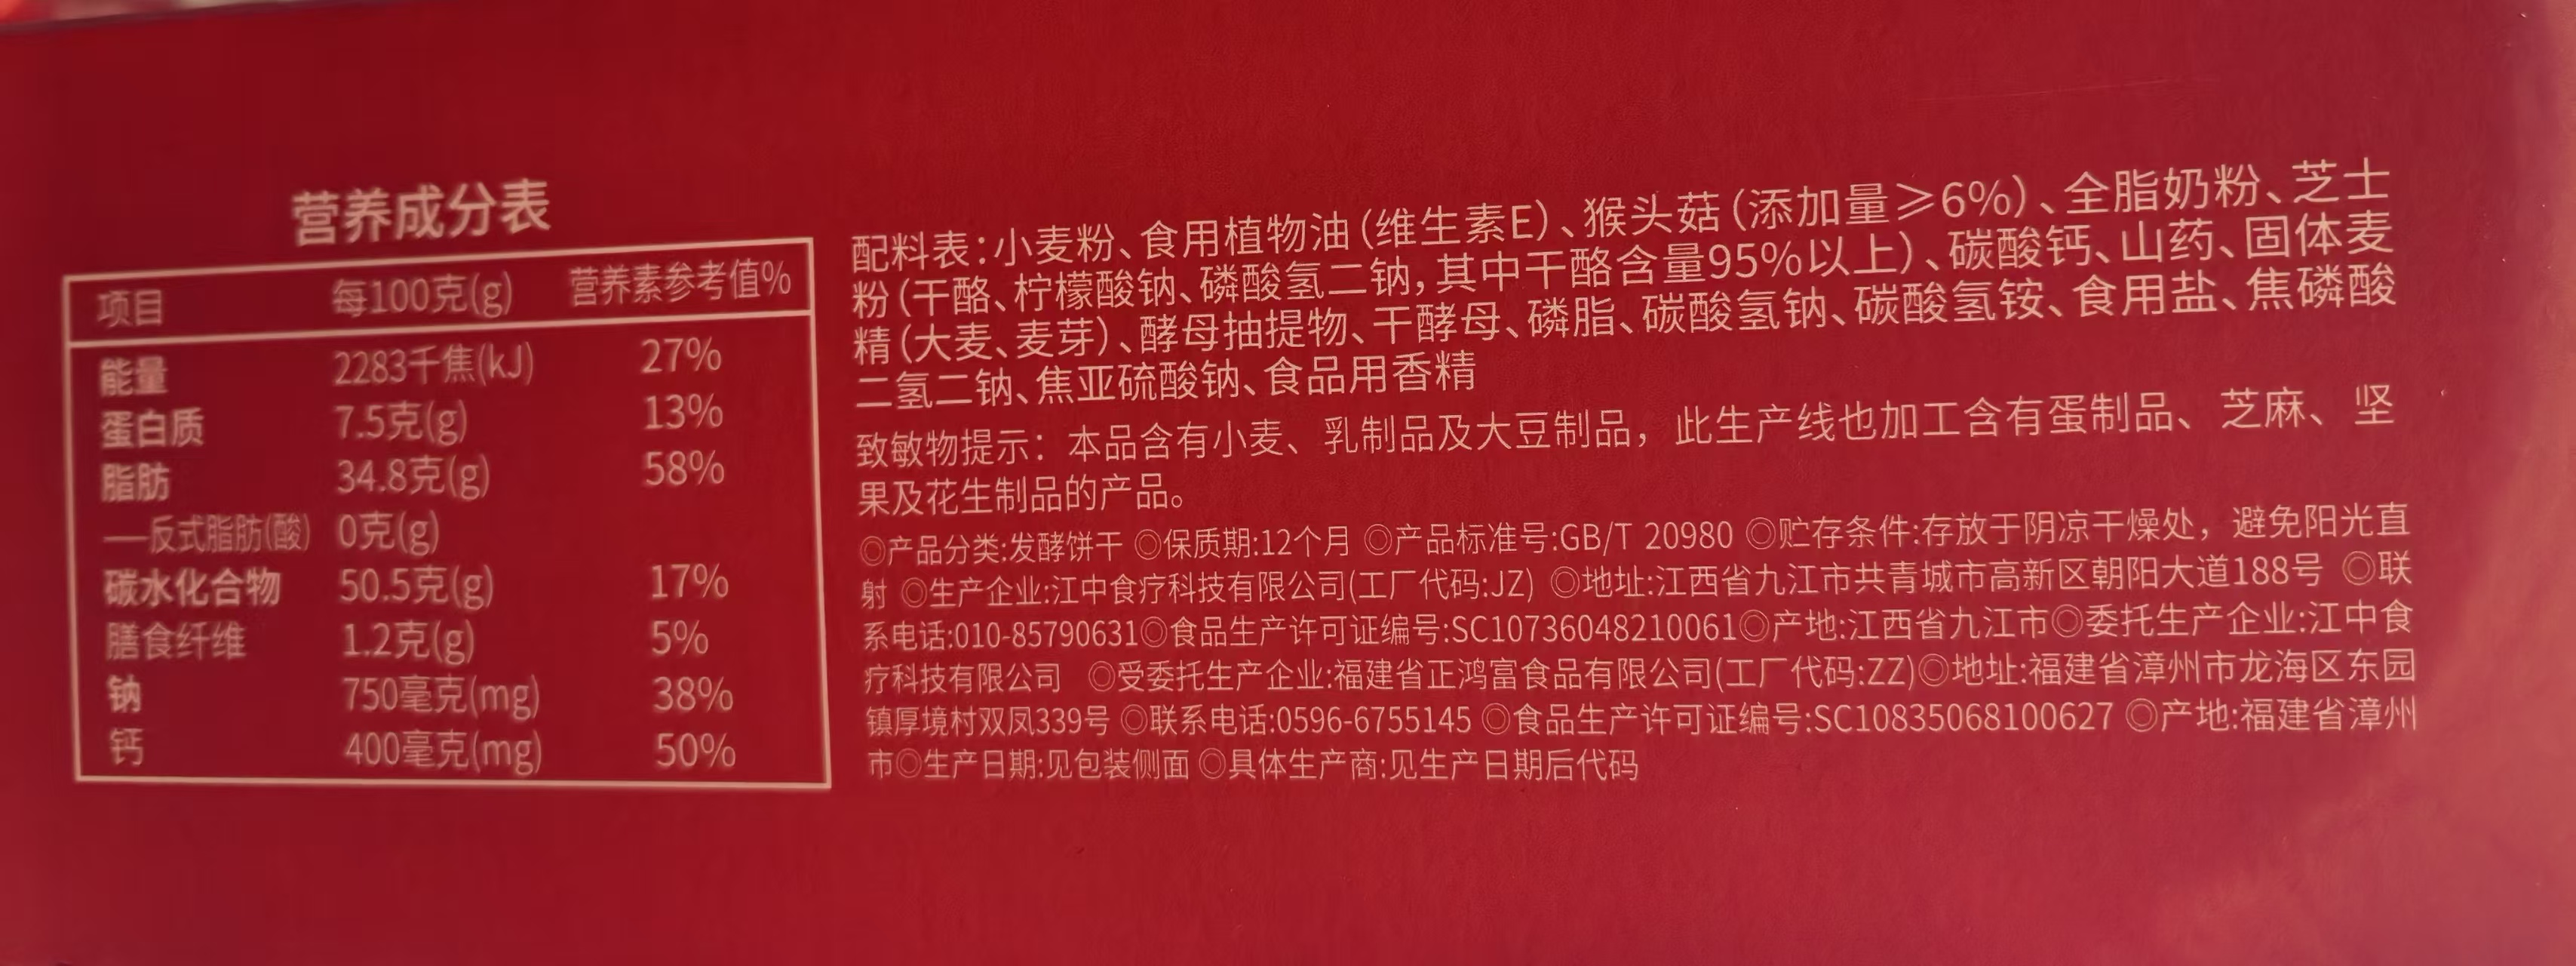 营养成分表
项目 每100克(g) 营养素参考值%
能量 2283千焦(kJ) 27%
蛋白质 7.5克(g) 13%
脂肪 34.8克(g) 58%
—反式脂肪(酸) 0克(g)
碳水化合物 50.5克(g) 17%
膳食纤维 1.2克(g) 5%
钠 750毫克(mg) 38%
钙 400毫克(mg) 50%
配料表:小麦粉、食用植物油(维生素E)、猴头菇(添加量≥6%)、全脂奶粉、芝士
粉(干酪、柠檬酸钠、磷酸氢二钠,其中干酪含量95%以上)、碳酸钙、山药、固体麦
精(大麦、麦芽)、酵母抽提物、干酵母、磷脂、碳酸氢钠、碳酸氢铵、食用盐、焦磷酸
二氢二钠、焦亚硫酸钠、食品用香精
致敏物提示：本品含有小麦、乳制品及大豆制品，此生产线也加工含有蛋制品、芝麻、坚
果及花生制品的产品。
◎产品分类:发酵饼干 ◎保质期:12个月 ◎产品标准号:GB/T 20980 ◎贮存条件:存放于阴凉干燥处，避免阳光直
射 ◎生产企业:江中食疗科技有限公司(工厂代码:JZ) ◎地址:江西省九江市共青城市高新区朝阳大道188号 ◎联
系电话:010-85790631◎食品生产许可证编号:SC10736048210061◎产地:江西省九江市◎委托生产企业:江中食
疗科技有限公司 ◎受委托生产企业:福建省正鸿富食品有限公司(工厂代码:ZZ)◎地址:福建省漳州市龙海区东园
镇厚境村双凤339号 ◎联系电话:0596-6755145 ◎食品生产许可证编号:SC10835068100627 ◎产地:福建省漳州
市◎生产日期:见包装侧面 ◎具体生产商:见生产日期后代码